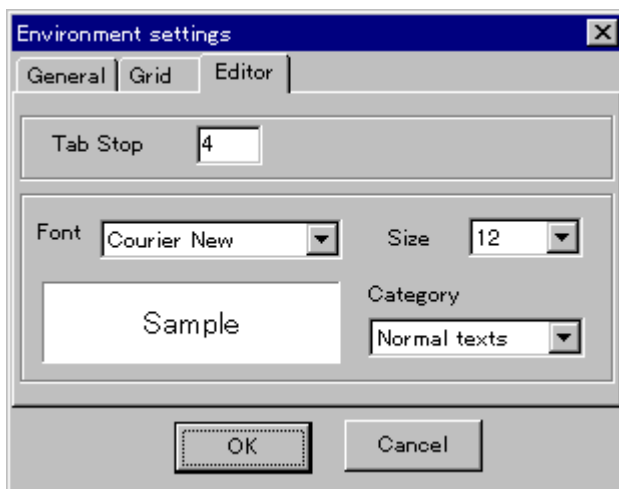 Environment settings
General Grid Editor
Tab Stop 4
Font Courier New Size 12
Sample
Category
Normal texts
OK Cancel